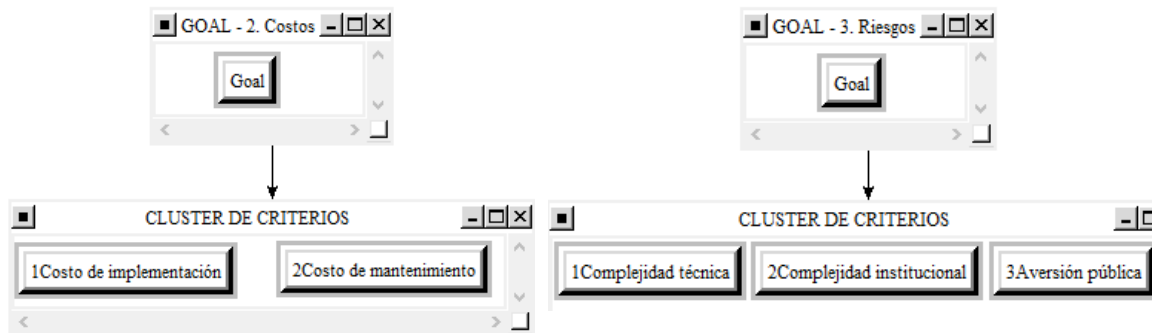 GOAL - 2. Costos
Goal
CLUSTER DE CRITERIOS
1Costo de implementación
2Costo de mantenimiento
GOAL - 3. Riesgos
Goal
CLUSTER DE CRITERIOS
1Complejidad técnica
2Complejidad institucional
3Aversión pública